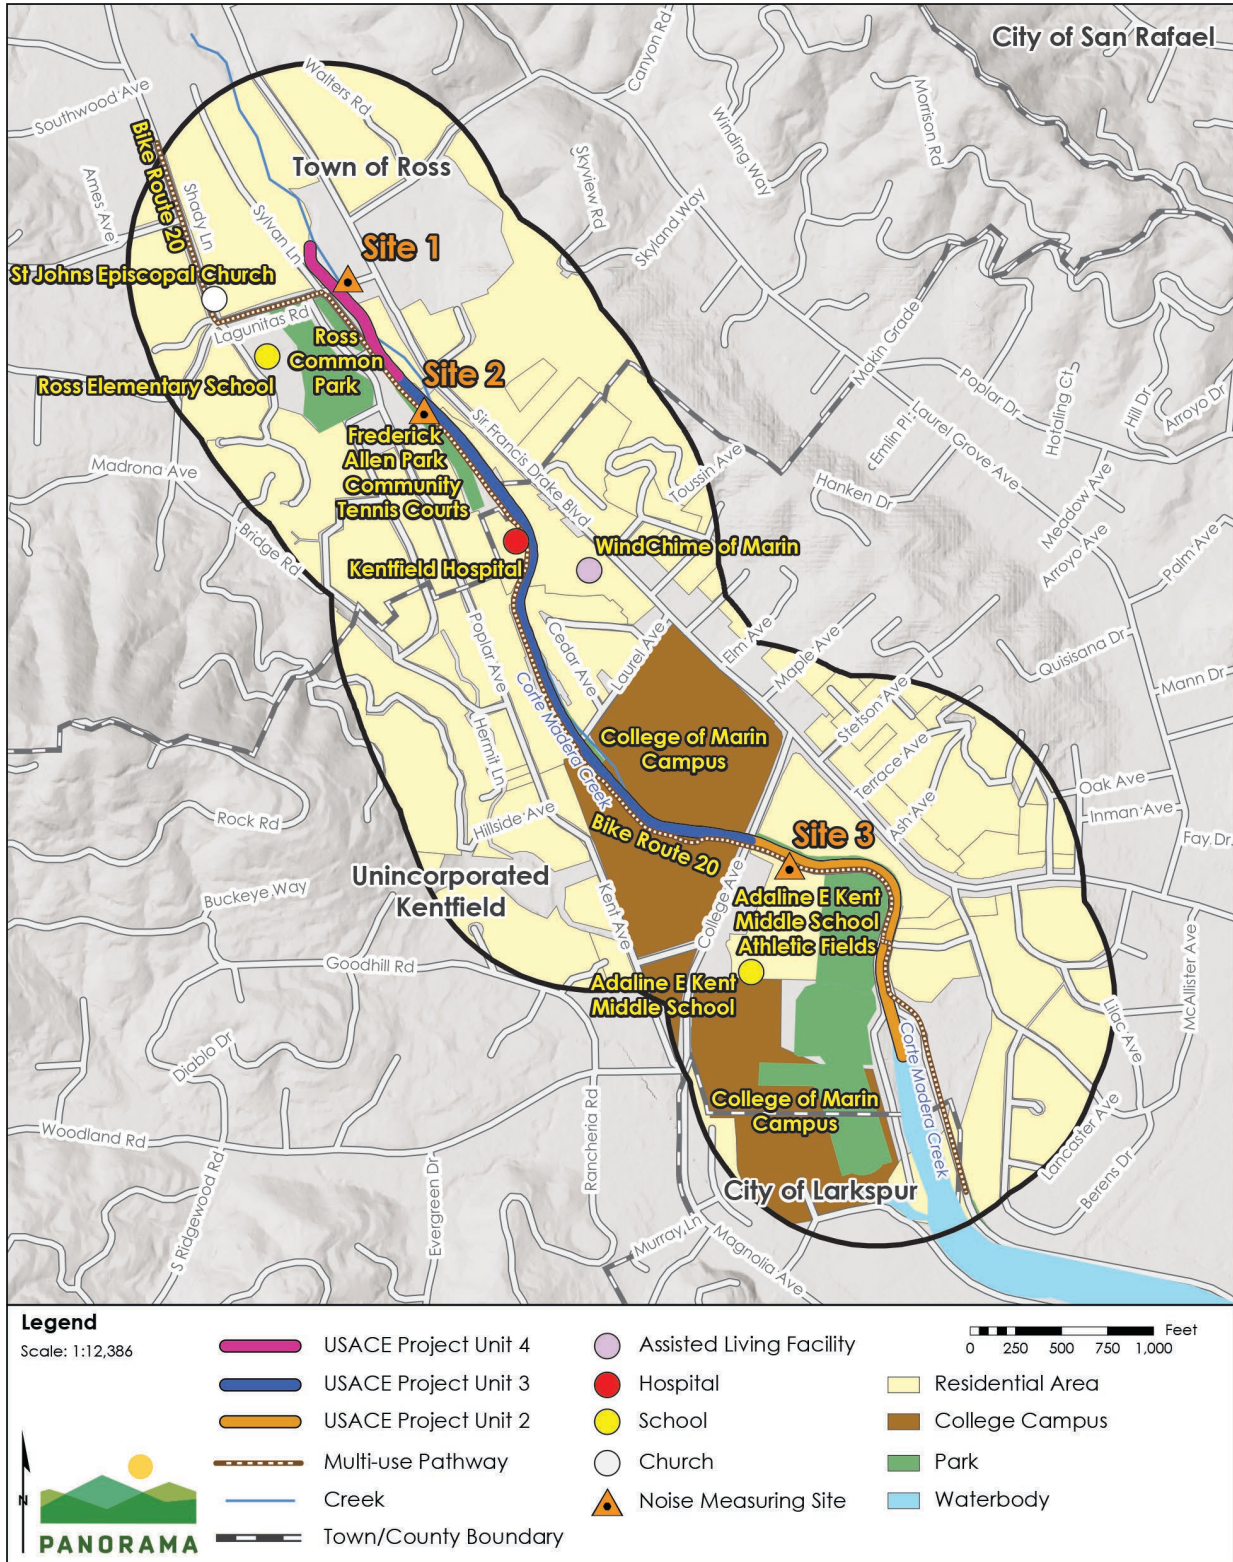 City of San Rafael
Canyon Rd
Walters Rd
Southwood Ave
Winding Way
Morrison Rd
Bike Route 20
Town of Ross
Skyview Rd
Ames Ave
Shady Ln
Sylvan Ln
Skyland Way
Site 1
St Johns Episcopal Church
Lagunitas Rd
Makin Grade
Ross
Common
Park
Ross Elementary School
Site 2
Poplar Dr
Hotaling Ct
Hill Dr
Arroyo Dr
Laurel Grove Ave
Emlin Pl
Sir Francis Drake Blvd
Frederick
Allen Park
Community
Tennis Courts
Madrona Ave
Toussin Ave
Hanken Dr
Meadow Ave
Bridge Rd
WindChime of Marin
Kentfield Hospital
Arroyo Ave
Palm Ave
Poplar Ave
Cedar Ave
Laurel Ave
Elm Ave
Maple Ave
Quisisana Dr
Mann Dr
Corte Madera Creek
Hermit Ln
College of Marin
Campus
Stetson Ave
Terrace Ave
Oak Ave
Inman Ave
Rock Rd
Hillside Ave
Bike Route 20
Site 3
Ash Ave
Fay Dr
Unincorporated
Kentfield
Buckeye Way
Kent Ave
College Ave
Adaline E Kent
Middle School
Athletic Fields
Goodhill Rd
Adaline E Kent
Middle School
McAllister Ave
Lilac Ave
Diablo Dr
Corte Madera Creek
College of Marin
Campus
Woodland Rd
Rancheria Rd
Lancaster Ave
Berens Dr
S Ridgewood Rd
Evergreen Dr
City of Larkspur
Murray Ln
Magnolia Ave
Legend
Scale: 1:12,386
USACE Project Unit 4
USACE Project Unit 3
USACE Project Unit 2
Multi-use Pathway
Creek
Town/County Boundary
Assisted Living Facility
Hospital
School
Church
Noise Measuring Site
Feet
0 250 500 750 1,000
Residential Area
College Campus
Park
Waterbody
N
PANORAMA